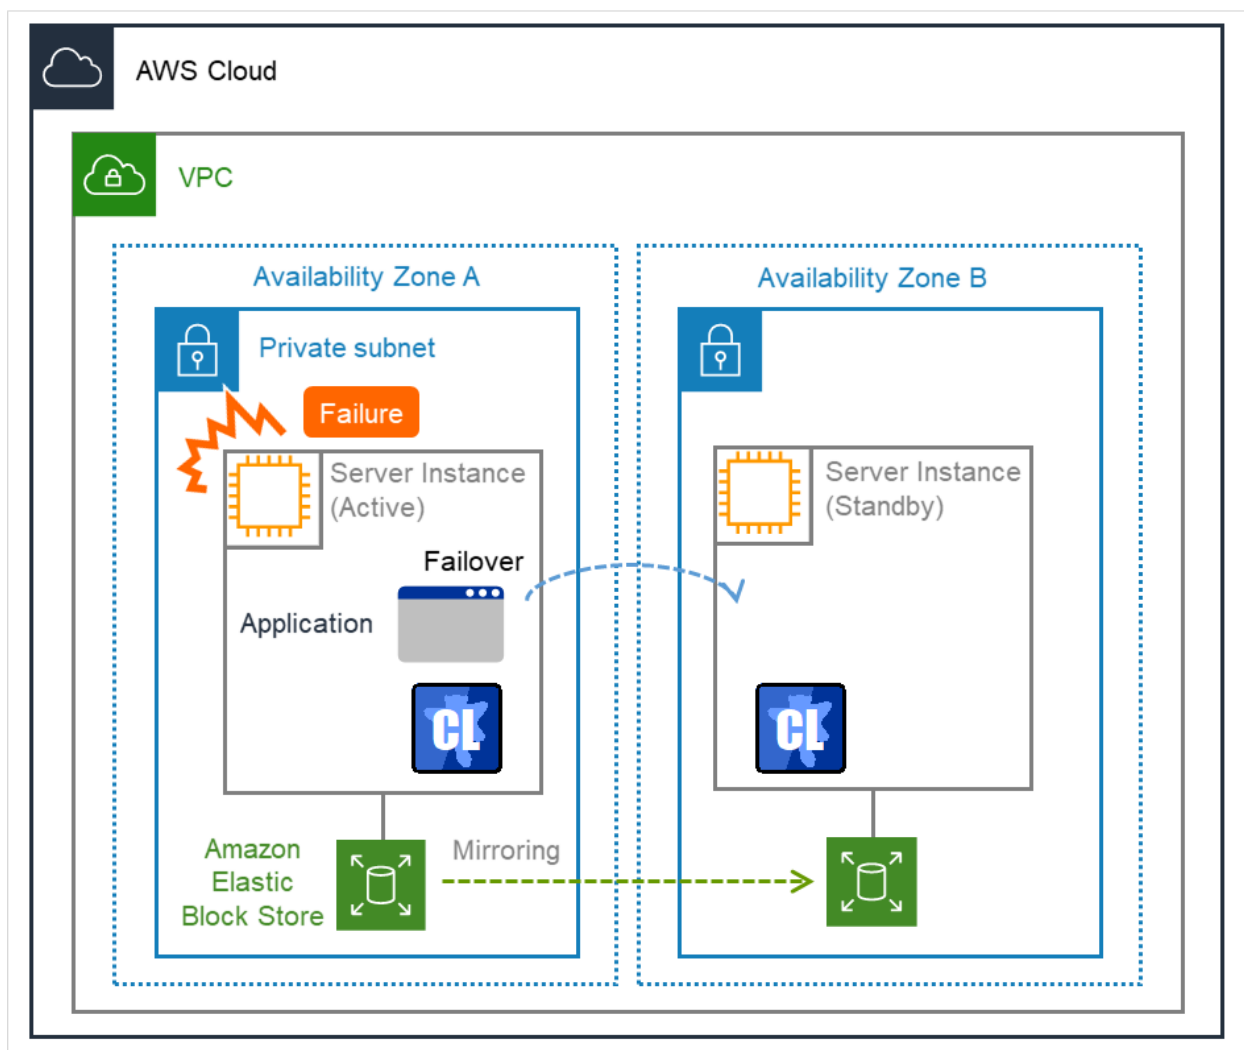 AWS Cloud
VPC
Availability Zone A
Private subnet
Failure
Server Instance
(Active)
Failover
Application
CL
Amazon
Elastic
Block Store
Mirroring
Availability Zone B
Server Instance
(Standby)
CL